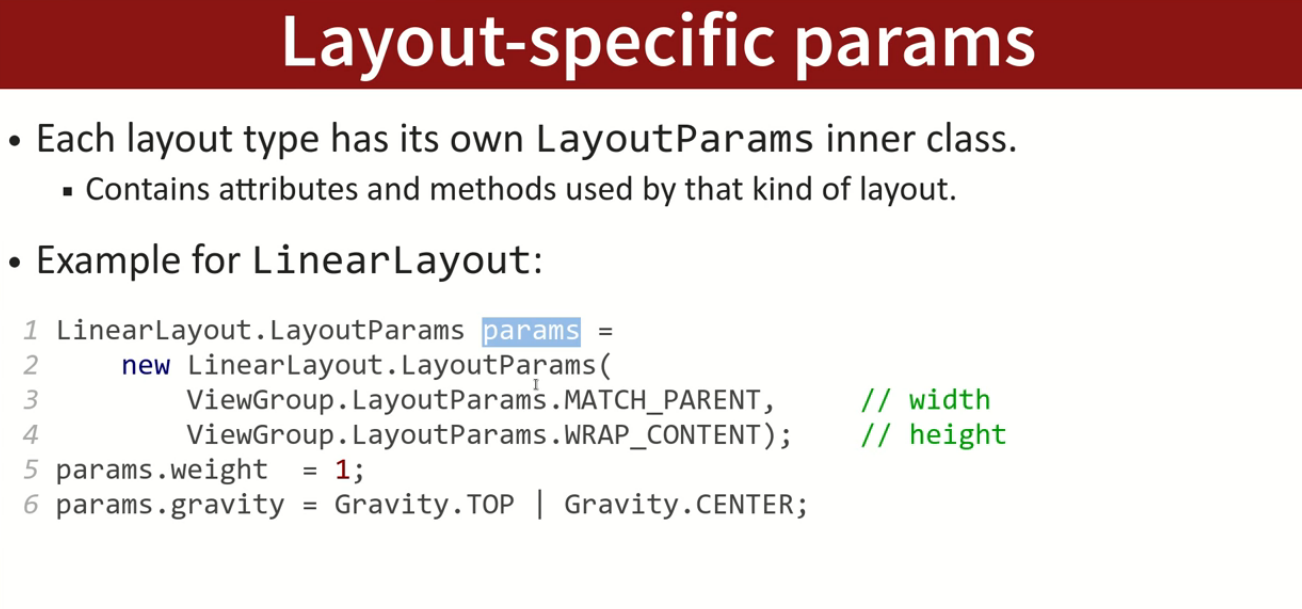 Layout-specific params
• Each layout type has its own LayoutParams inner class.
▪ Contains attributes and methods used by that kind of layout.
• Example for LinearLayout:
1 LinearLayout.LayoutParams params =
2     new LinearLayout.LayoutParams(
3         ViewGroup.LayoutParams.MATCH_PARENT,     // width
4         ViewGroup.LayoutParams.WRAP_CONTENT);    // height
5 params.weight  = 1;
6 params.gravity = Gravity.TOP | Gravity.CENTER;